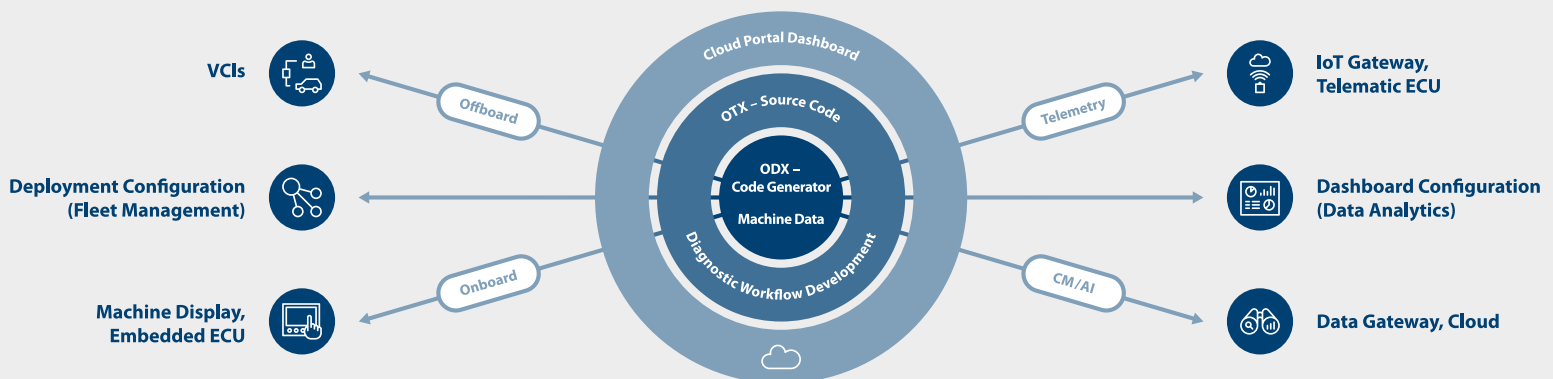 VCIs
Offboard
Deployment Configuration
(Fleet Management)
Onboard
Machine Display,
Embedded ECU
Cloud Portal Dashboard
OTX – Source Code
ODX –
Code Generator
Machine Data
Diagnostic Workflow Development
Telemetry
IoT Gateway,
Telematic ECU
Dashboard Configuration
(Data Analytics)
CM/AI
Data Gateway, Cloud